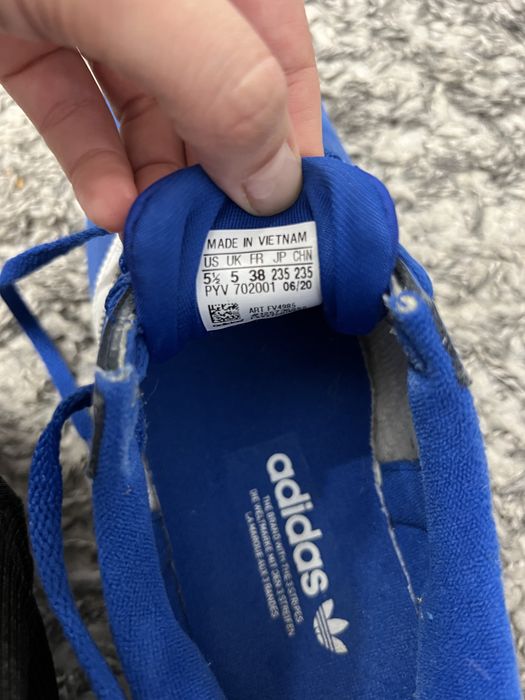 MADE IN VIETNAM
US UK FR JP CHN
5½ 5 38 235 235
PYV 702001 06/20
ART FV4985
adidas
THE BRAND WITH THE 3 STRIPES
DIE WELTMARKE MIT DEN 3 STREIFEN
LA MARQUE AUX 3 BANDES